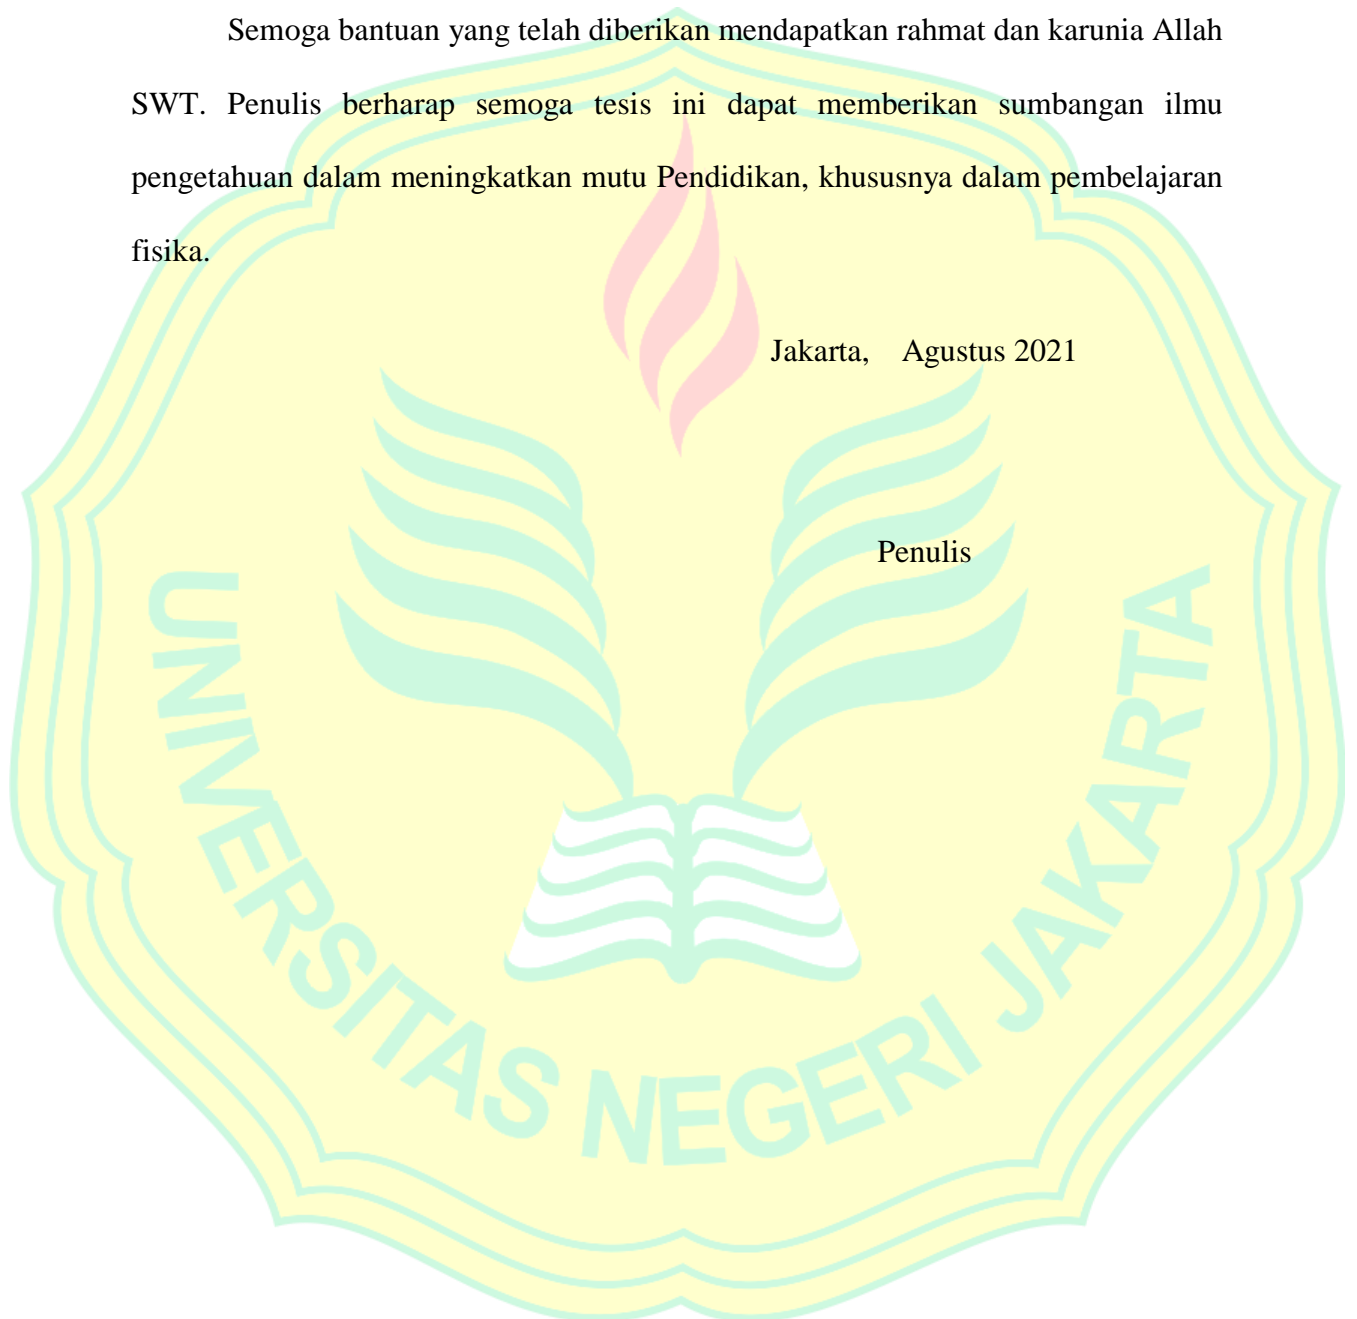 Semoga bantuan yang telah diberikan mendapatkan rahmat dan karunia Allah
SWT. Penulis berharap semoga tesis ini dapat memberikan sumbangan ilmu
pengetahuan dalam meningkatkan mutu Pendidikan, khususnya dalam pembelajaran
fisika.
Jakarta, Agustus 2021
Penulis
UNIVERSITAS NEGERI JAKARTA